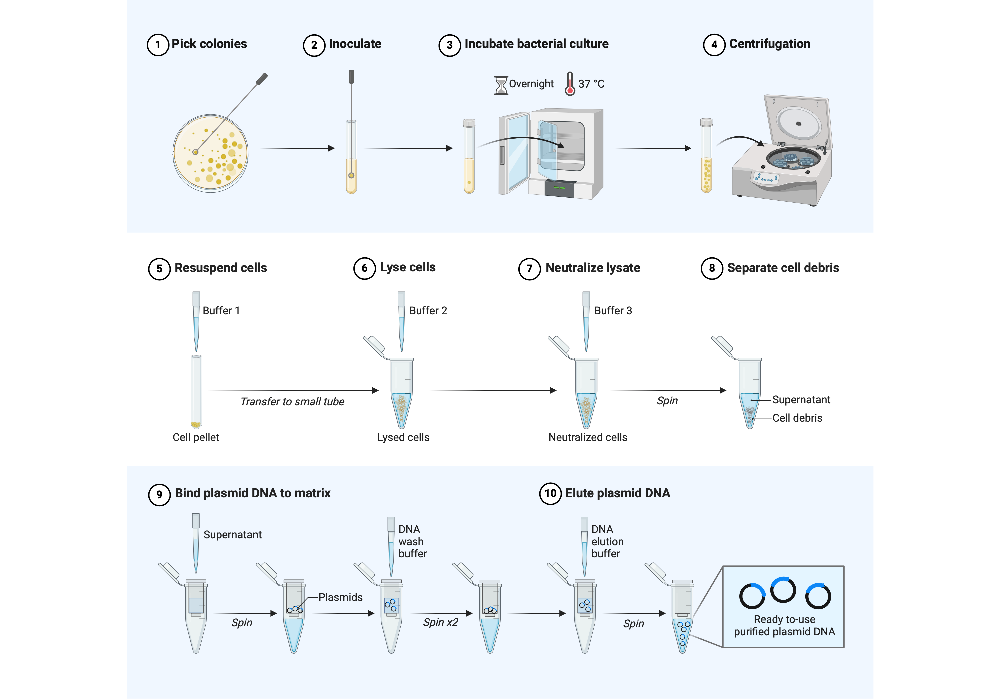 1 Pick colonies
2 Inoculate
3 Incubate bacterial culture
4 Centrifugation
Overnight
37 °C
5 Resuspend cells
6 Lyse cells
7 Neutralize lysate
8 Separate cell debris
Buffer 1
Buffer 2
Buffer 3
Transfer to small tube
Spin
Supernatant
Cell debris
Cell pellet
Lysed cells
Neutralized cells
9 Bind plasmid DNA to matrix
10 Elute plasmid DNA
Supernatant
DNA
wash
buffer
DNA
elution
buffer
Plasmids
Spin
Spin x2
Spin
Ready to-use
purified plasmid DNA